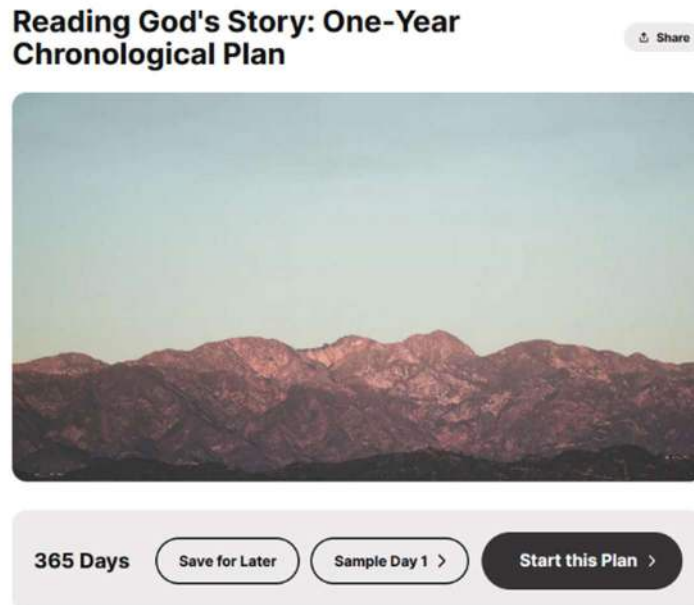 Reading God's Story: One-Year
Chronological Plan
Share
365 Days
Save for Later
Sample Day 1
Start this Plan